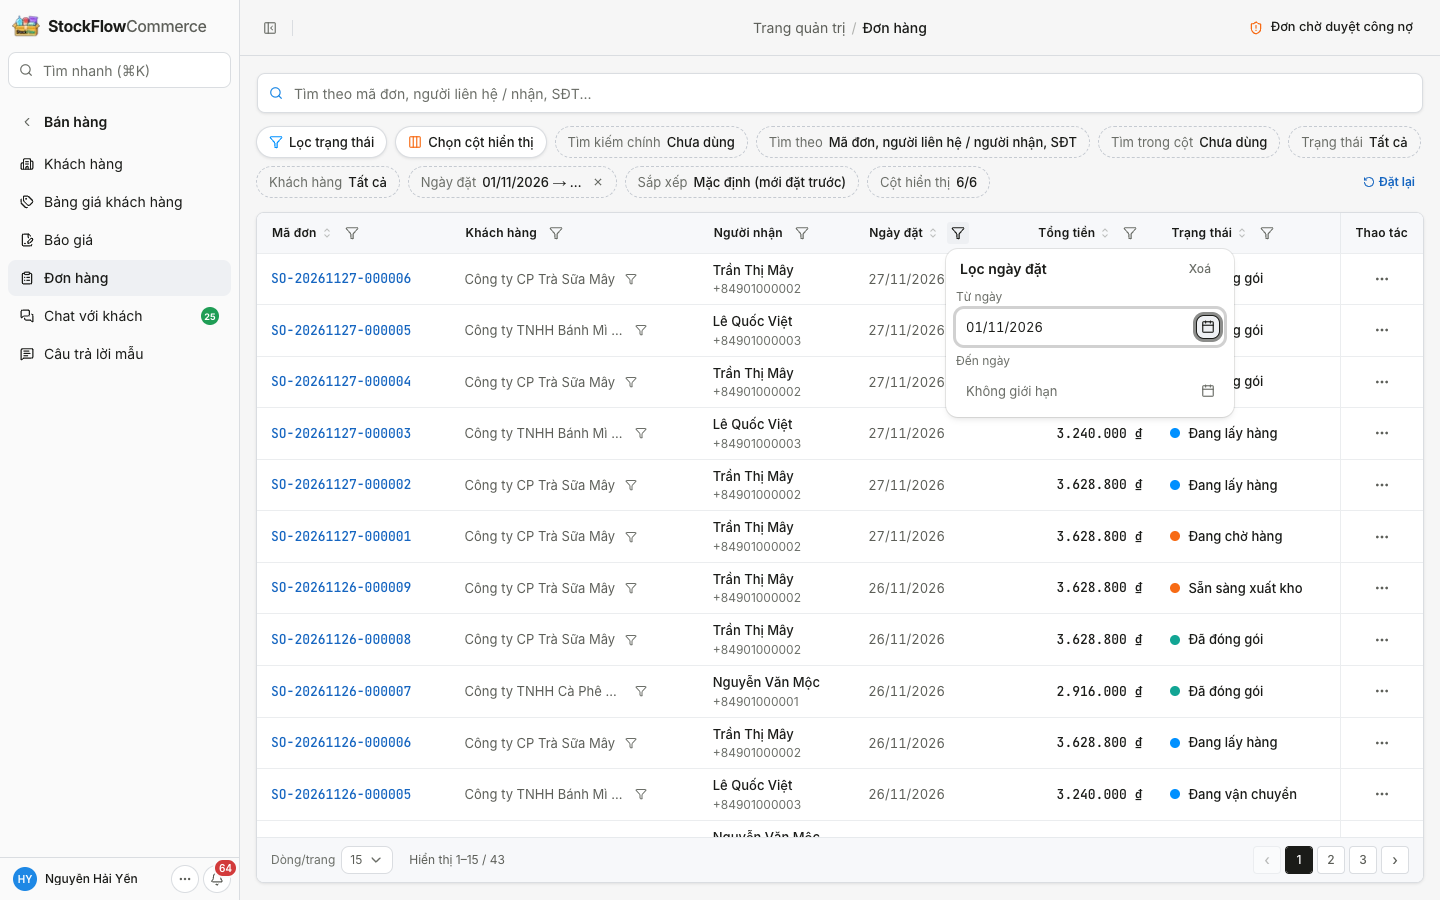 StockFlowCommerce
Tìm nhanh (⌘K)
Bán hàng
Khách hàng
Bảng giá khách hàng
Báo giá
Đơn hàng
Chat với khách 25
Câu trả lời mẫu
HY Nguyên Hải Yên 64
Trang quản trị / Đơn hàng
Đơn chờ duyệt công nợ
Tìm theo mã đơn, người liên hệ / nhận, SĐT...
Lọc trạng thái Chọn cột hiển thị Tìm kiếm chính Chưa dùng Tìm theo Mã đơn, người liên hệ / người nhận, SĐT Tìm trong cột Chưa dùng Trạng thái Tất cả
Khách hàng Tất cả Ngày đặt 01/11/2026 → ... × Sắp xếp Mặc định (mới đặt trước) Cột hiển thị 6/6 Đặt lại
Mã đơn Khách hàng Người nhận Ngày đặt Tổng tiền Trạng thái Thao tác
Lọc ngày đặt Xoá
Từ ngày
01/11/2026
Đến ngày
Không giới hạn
SO-20261127-000006 Công ty CP Trà Sữa Mây Trần Thị Mây 27/11/2026 g gói
+84901000002
SO-20261127-000005 Công ty TNHH Bánh Mì ... Lê Quốc Việt 27/11/2026 g gói
+84901000003
SO-20261127-000004 Công ty CP Trà Sữa Mây Trần Thị Mây 27/11/2026 g gói
+84901000002
SO-20261127-000003 Công ty TNHH Bánh Mì ... Lê Quốc Việt 27/11/2026 3.240.000 ₫ Đang lấy hàng
+84901000003
SO-20261127-000002 Công ty CP Trà Sữa Mây Trần Thị Mây 27/11/2026 3.628.800 ₫ Đang lấy hàng
+84901000002
SO-20261127-000001 Công ty CP Trà Sữa Mây Trần Thị Mây 27/11/2026 3.628.800 ₫ Đang chờ hàng
+84901000002
SO-20261126-000009 Công ty CP Trà Sữa Mây Trần Thị Mây 26/11/2026 3.628.800 ₫ Sẵn sàng xuất kho
+84901000002
SO-20261126-000008 Công ty CP Trà Sữa Mây Trần Thị Mây 26/11/2026 3.628.800 ₫ Đã đóng gói
+84901000002
SO-20261126-000007 Công ty TNHH Cà Phê ... Nguyễn Văn Mộc 26/11/2026 2.916.000 ₫ Đã đóng gói
+84901000001
SO-20261126-000006 Công ty CP Trà Sữa Mây Trần Thị Mây 26/11/2026 3.628.800 ₫ Đang lấy hàng
+84901000002
SO-20261126-000005 Công ty TNHH Bánh Mì ... Lê Quốc Việt 26/11/2026 3.240.000 ₫ Đang vận chuyển
+84901000003
Nguyễn Văn Mộc
Dòng/trang 15 Hiển thị 1–15 / 43 ‹ 1 2 3 ›